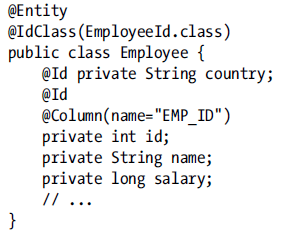 @Entity
@IdClass(EmployeeId.class)
public class Employee {
    @Id private String country;
    @Id
    @Column(name="EMP_ID")
    private int id;
    private String name;
    private long salary;
    // ...
}